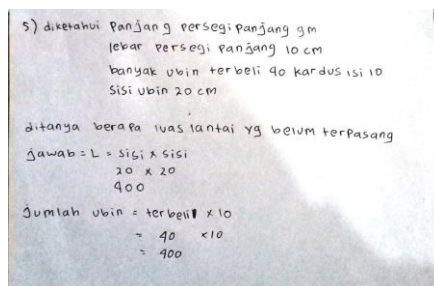 5) diketahui Panjang persegi panjang 9m
lebar persegi panjang 10 cm
banyak ubin terbeli 40 kardus isi 10
Sisi ubin 20 cm
ditanya berapa luas lantai yg belum terpasang
jawab = L = sisi x sisi
20 x 20
400
Jumlah ubin = terbeli x 10
= 40 x 10
= 400